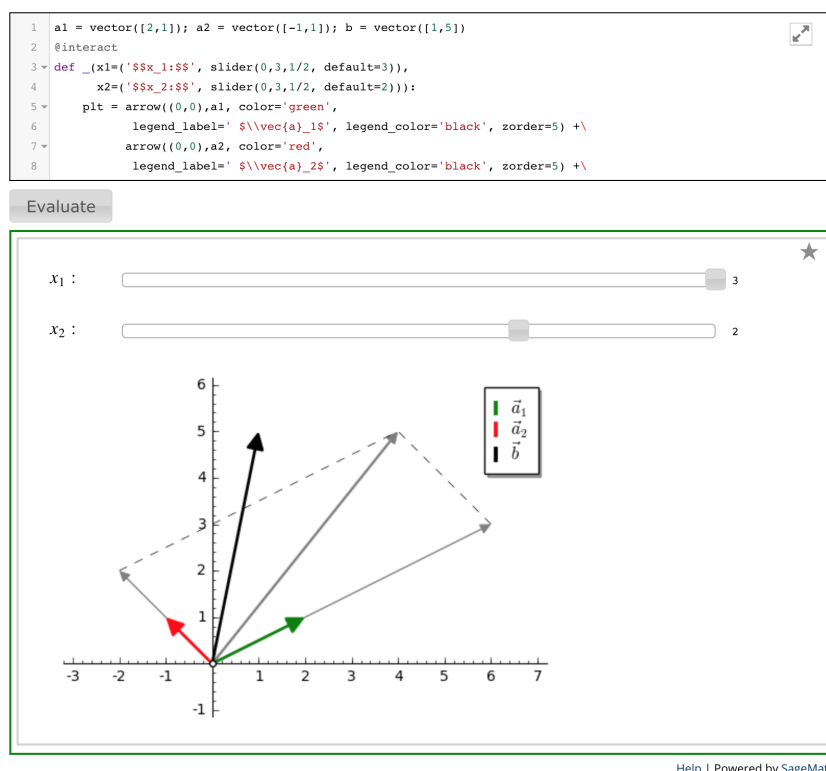 1 a1 = vector([2,1]); a2 = vector([-1,1]); b = vector([1,5])
2 @interact
3 def _(x1=('$$x_1:$$', slider(0,3,1/2, default=3)),
4 x2=('$$x_2:$$', slider(0,3,1/2, default=2))):
5 plt = arrow((0,0),a1, color='green',
6 legend_label=' $\\vec{a}_1$', legend_color='black', zorder=5) +\
7 arrow((0,0),a2, color='red',
8 legend_label=' $\\vec{a}_2$', legend_color='black', zorder=5) +\
Evaluate
x₁ : 3
x₂ : 2
6
5
4
3
2
1
-1
-3 -2 -1 1 2 3 4 5 6 7
a⃗₁
a⃗₂
b⃗
Help | Powered by SageMat